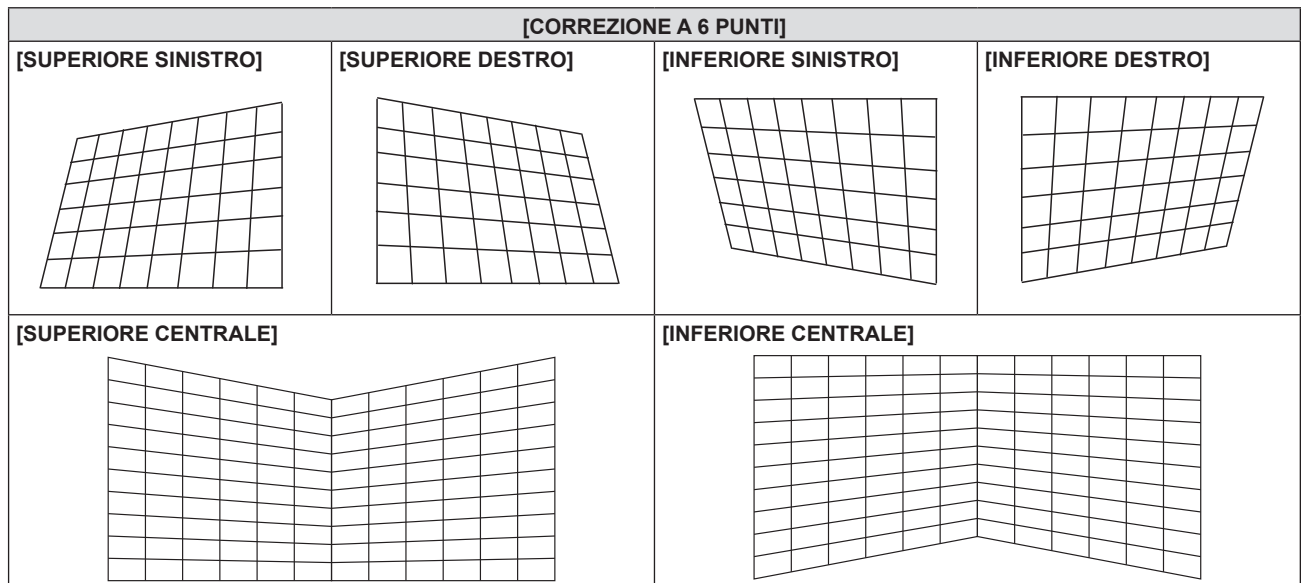 [CORREZIONE A 6 PUNTI]
[SUPERIORE SINISTRO]
[SUPERIORE DESTRO]
[INFERIORE SINISTRO]
[INFERIORE DESTRO]
[SUPERIORE CENTRALE]
[INFERIORE CENTRALE]